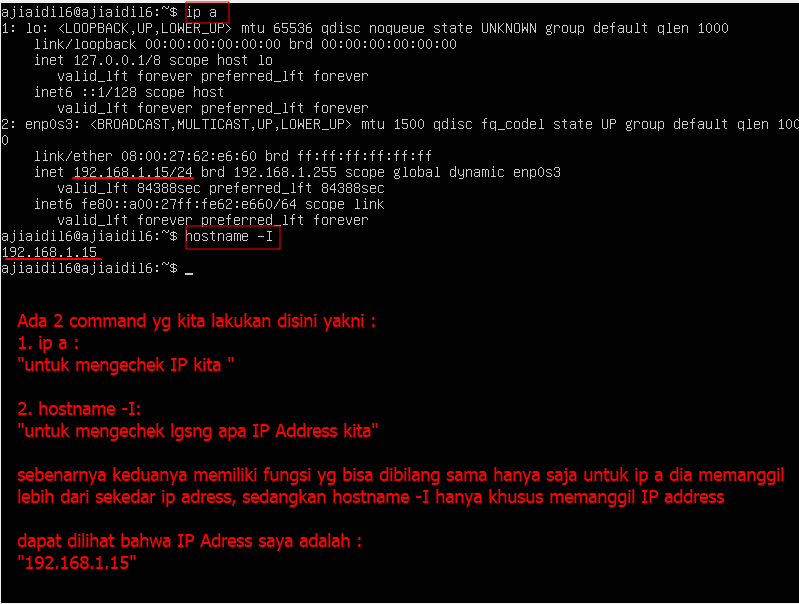 ajiaidil6@ajiaidil6:~$ ip a
1: lo: <LOOPBACK,UP,LOWER_UP> mtu 65536 qdisc noqueue state UNKNOWN group default qlen 1000
link/loopback 00:00:00:00:00:00 brd 00:00:00:00:00:00
inet 127.0.0.1/8 scope host lo
valid_lft forever preferred_lft forever
inet6 ::1/128 scope host
valid_lft forever preferred_lft forever
2: enp0s3: <BROADCAST,MULTICAST,UP,LOWER_UP> mtu 1500 qdisc fq_codel state UP group default qlen 100
0
link/ether 08:00:27:62:e6:60 brd ff:ff:ff:ff:ff:ff
inet 192.168.1.15/24 brd 192.168.1.255 scope global dynamic enp0s3
valid_lft 84388sec preferred_lft 84388sec
inet6 fe80::a00:27ff:fe62:e660/64 scope link
valid_lft forever preferred_lft forever
ajiaidil6@ajiaidil6:~$ hostname -I
192.168.1.15
ajiaidil6@ajiaidil6:~$ _
Ada 2 command yg kita lakukan disini yakni :
1. ip a :
"untuk mengechek IP kita "
2. hostname -I:
"untuk mengechek lgsng apa IP Address kita"
sebenarnya keduanya memiliki fungsi yg bisa dibilang sama hanya saja untuk ip a dia memanggil
lebih dari sekedar ip adress, sedangkan hostname -I hanya khusus memanggil IP address
dapat dilihat bahwa IP Adress saya adalah :
"192.168.1.15"